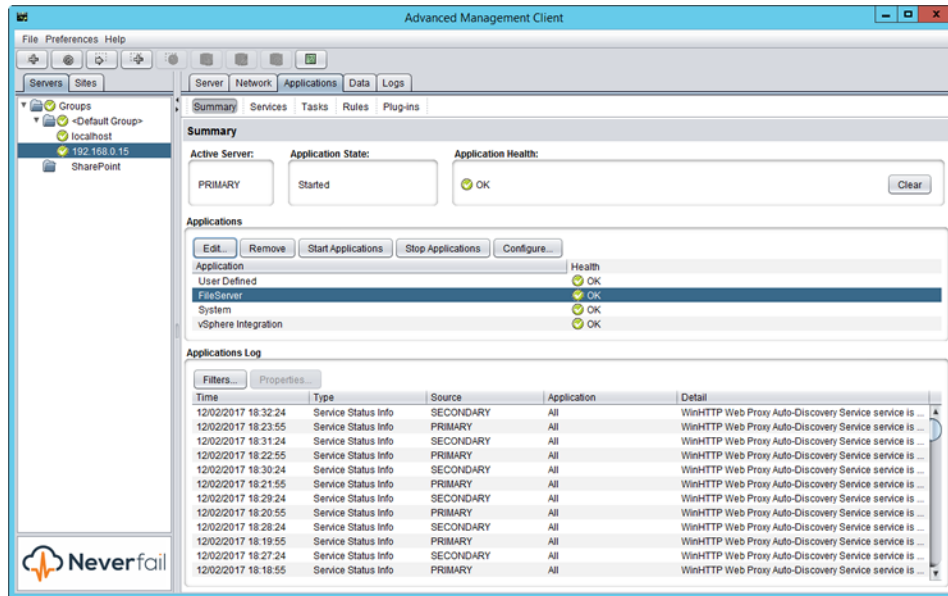 Advanced Management Client
File Preferences Help
Servers Sites
Server Network Applications Data Logs
Groups
<Default Group>
localhost
192.168.0.15
SharePoint
Summary Services Tasks Rules Plug-ins
Summary
Active Server: Application State: Application Health:
PRIMARY Started OK Clear
Applications
Edit... Remove Start Applications Stop Applications Configure...
Application Health
User Defined OK
FileServer OK
System OK
vSphere Integration OK
Applications Log
Filters... Properties...
Time Type Source Application Detail
12/02/2017 18:32:24 Service Status Info SECONDARY All WinHTTP Web Proxy Auto-Discovery Service service is ...
12/02/2017 18:23:55 Service Status Info PRIMARY All WinHTTP Web Proxy Auto-Discovery Service service is ...
12/02/2017 18:31:24 Service Status Info SECONDARY All WinHTTP Web Proxy Auto-Discovery Service service is ...
12/02/2017 18:22:55 Service Status Info PRIMARY All WinHTTP Web Proxy Auto-Discovery Service service is ...
12/02/2017 18:30:24 Service Status Info SECONDARY All WinHTTP Web Proxy Auto-Discovery Service service is ...
12/02/2017 18:21:55 Service Status Info PRIMARY All WinHTTP Web Proxy Auto-Discovery Service service is ...
12/02/2017 18:29:24 Service Status Info SECONDARY All WinHTTP Web Proxy Auto-Discovery Service service is ...
12/02/2017 18:20:55 Service Status Info PRIMARY All WinHTTP Web Proxy Auto-Discovery Service service is ...
12/02/2017 18:28:24 Service Status Info SECONDARY All WinHTTP Web Proxy Auto-Discovery Service service is ...
12/02/2017 18:19:55 Service Status Info PRIMARY All WinHTTP Web Proxy Auto-Discovery Service service is ...
12/02/2017 18:27:24 Service Status Info SECONDARY All WinHTTP Web Proxy Auto-Discovery Service service is ...
12/02/2017 18:18:55 Service Status Info PRIMARY All WinHTTP Web Proxy Auto-Discovery Service service is ...
Neverfail